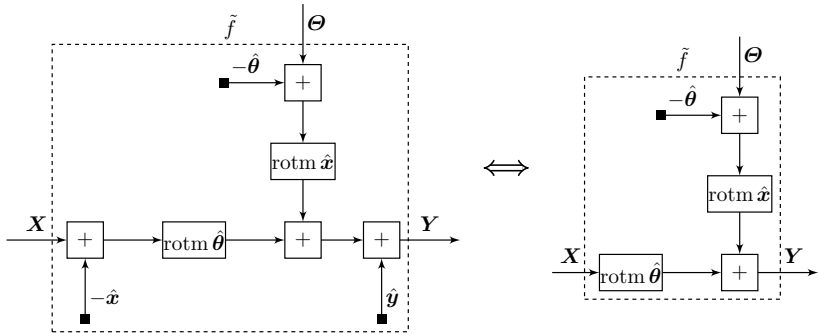 f̃
Θ
−θ̂
+
rotm x̂
X
+
rotm θ̂
+
+
Y
−x̂
ŷ
⟺
f̃
Θ
−θ̂
+
rotm x̂
X
rotm θ̂
+
Y